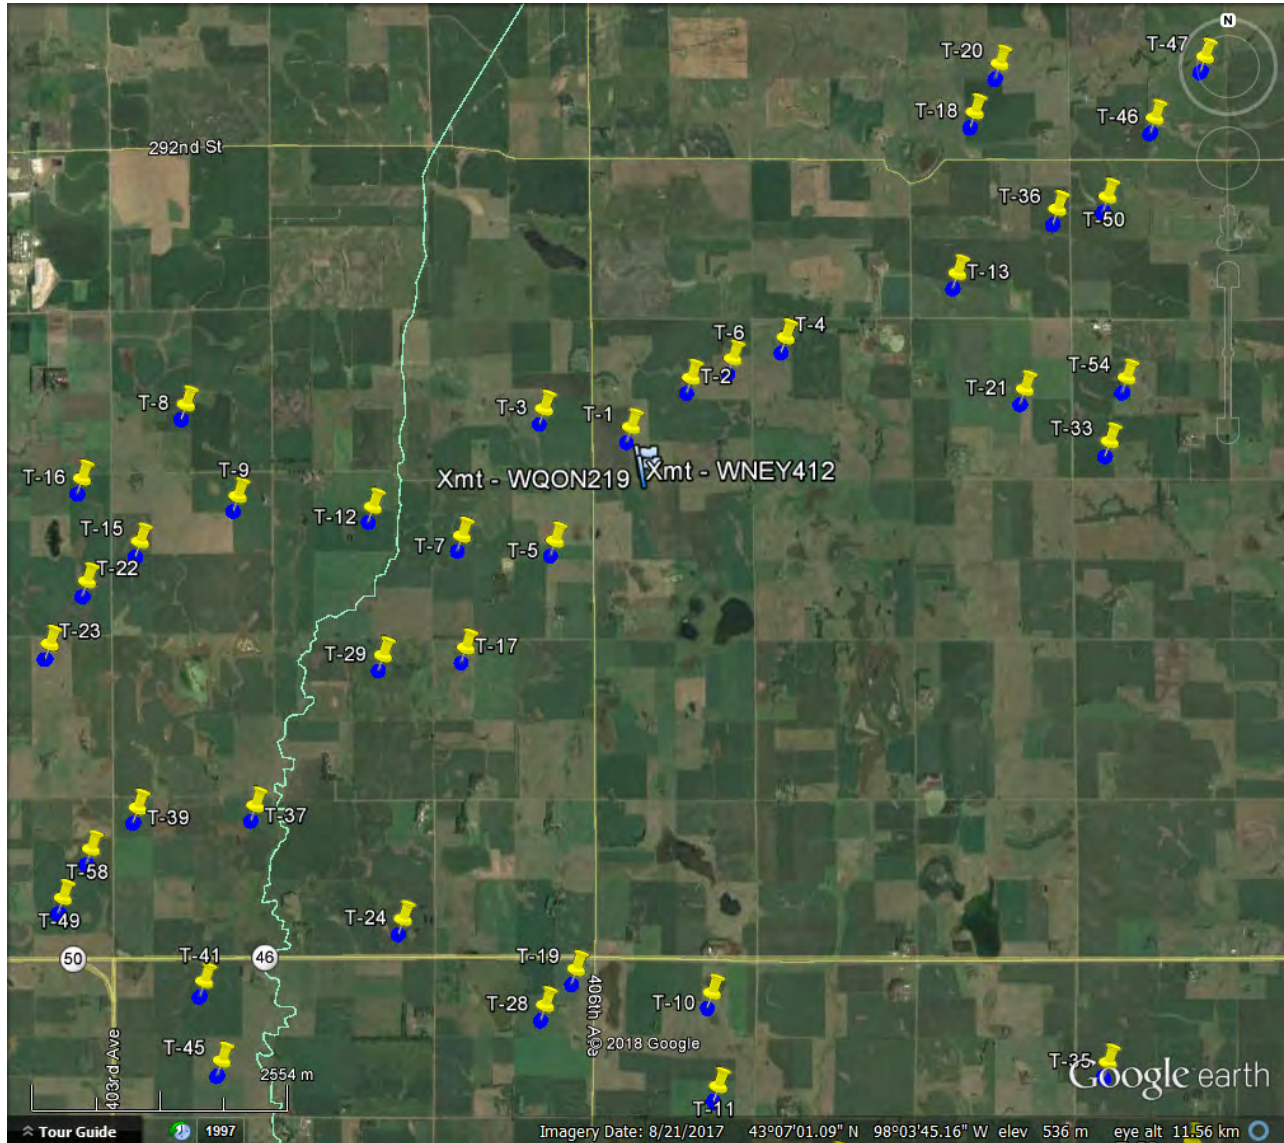 N
T-20
T-47
T-18
T-46
292nd St
T-36
T-50
T-13
T-4
T-6
T-2
T-54
T-21
T-8
T-3
T-1
T-33
Xmt - WQON219
Xmt - WNEY412
T-16
T-9
T-12
T-15
T-7
T-5
T-22
T-23
T-29
T-17
T-39
T-37
T-58
T-49
T-24
50
T-41
46
T-19
T-28
T-10
406th Ave
© 2018 Google
403rd Ave
T-45
2554 m
T-35
Google earth
T-11
Tour Guide
1997
Imagery Date: 8/21/2017 43°07'01.09" N 98°03'45.16" W elev 536 m eye alt 11.56 km